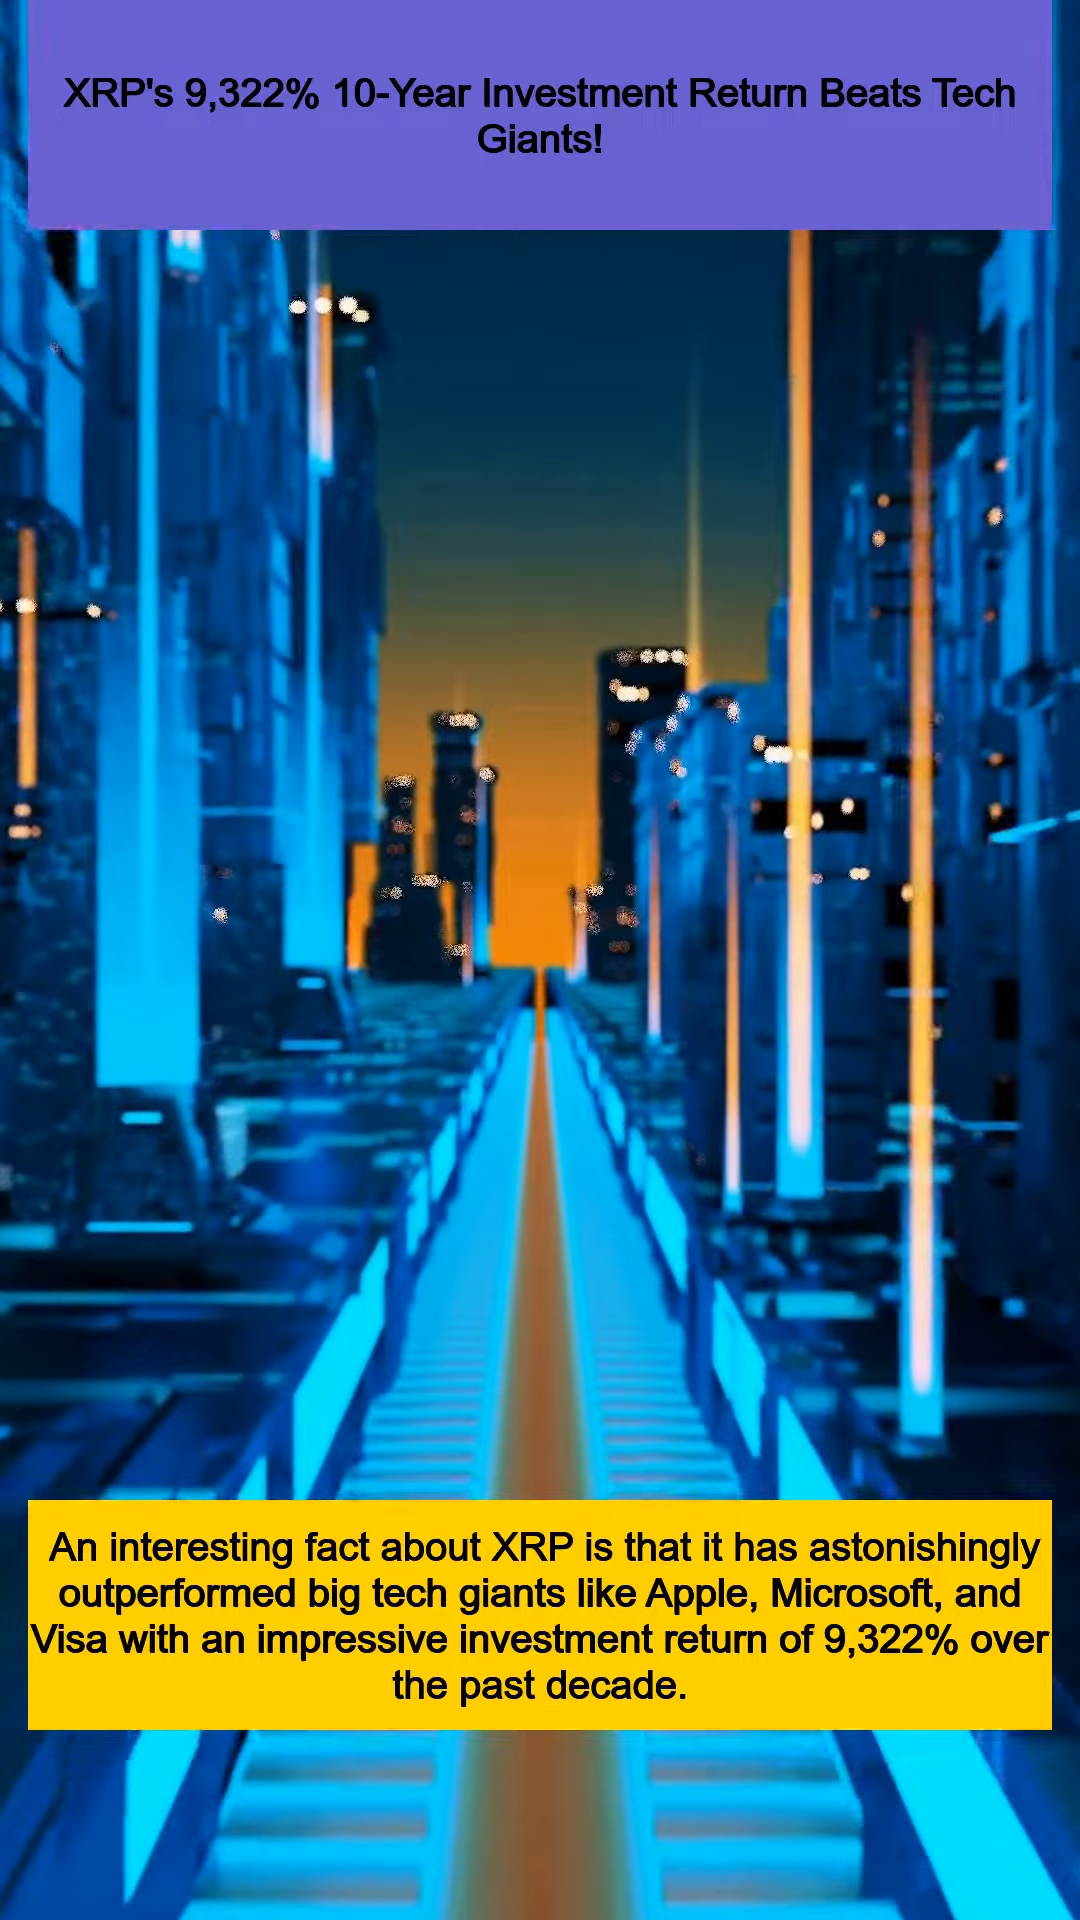 XRP's 9,322% 10-Year Investment Return Beats Tech
Giants!
An interesting fact about XRP is that it has astonishingly
outperformed big tech giants like Apple, Microsoft, and
Visa with an impressive investment return of 9,322% over
the past decade.